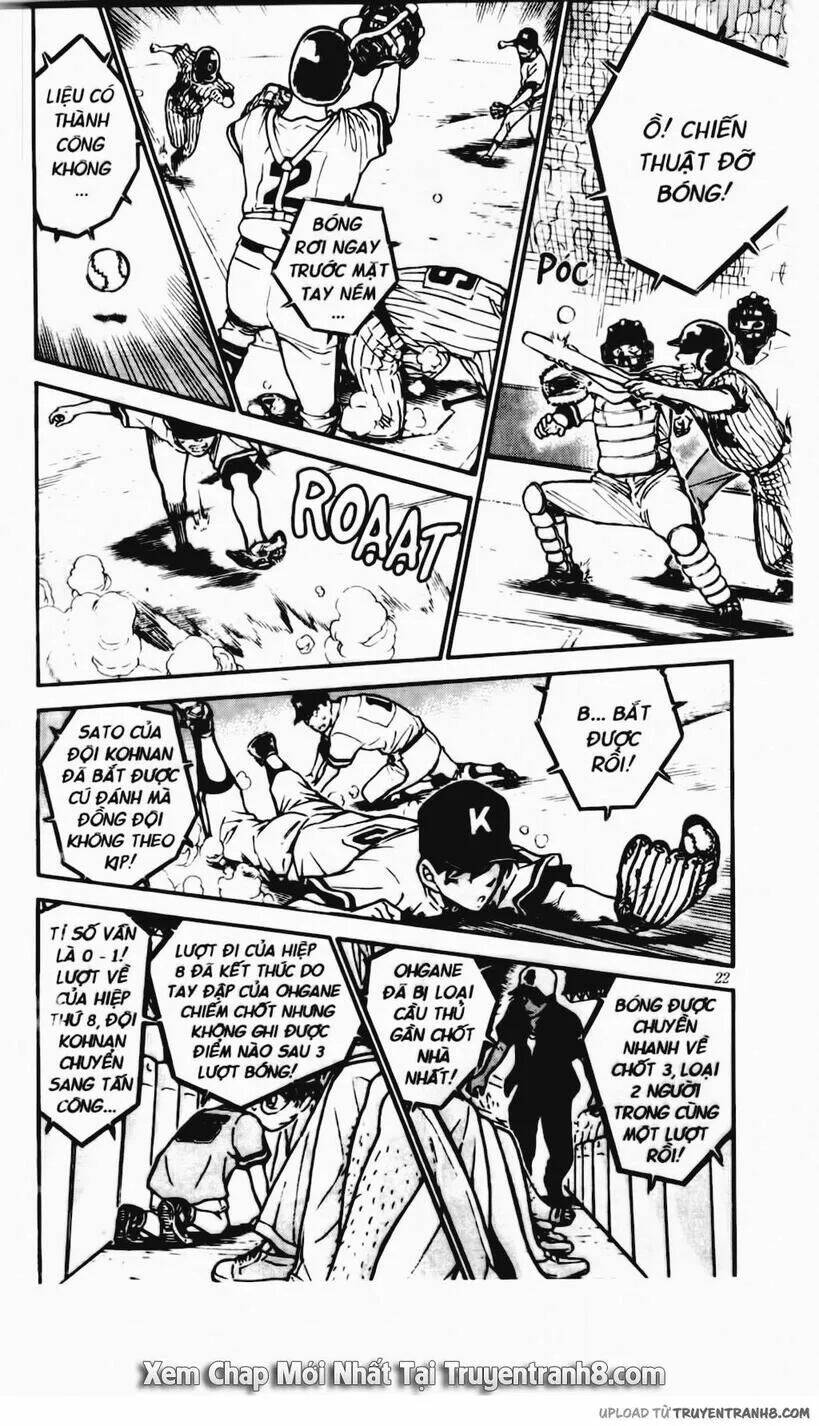 Ồ! CHIẾN
THUẬT ĐỠ
BÓNG!
PÓC
BÓNG
RƠI NGAY
TRƯỚC MẶT
TAY NÉM
...
2
LIỆU CÓ
THÀNH
CÔNG
KHÔNG
...
ROẠẠT
B... BẮT
ĐƯỢC
RỒI!
K
SATO CỦA
ĐỘI KOHNAN
ĐÃ BẮT ĐƯỢC
CÚ ĐÁNH MÀ
ĐỒNG ĐỘI
KHÔNG THEO
KỊP!
22
BÓNG ĐƯỢC
CHUYỀN
NHANH VỀ
CHỐT 3, LOẠI
2 NGƯỜI
TRONG CÙNG
MỘT LƯỢT
RỒI!
OHGANE
ĐÃ BỊ LOẠI
CẦU THỦ
GẦN CHỐT
NHÀ
NHẤT!
LƯỢT ĐI CỦA HIỆP
8 ĐÃ KẾT THÚC DO
TAY ĐẬP CỦA OHGANE
CHIẾM CHỐT NHƯNG
KHÔNG GHI ĐƯỢC
ĐIỂM NÀO SAU 3
LƯỢT BÓNG!
TỈ SỐ VẪN
LÀ 0 - 1!
LƯỢT VỀ
CỦA HIỆP
THỨ 8, ĐỘI
KOHNAN
CHUYỂN
SANG TẤN
CÔNG...
Xem Chap Mới Nhất Tại Truyentranh8.com
UPLOAD TỪ TRUYENTRANH8.COM